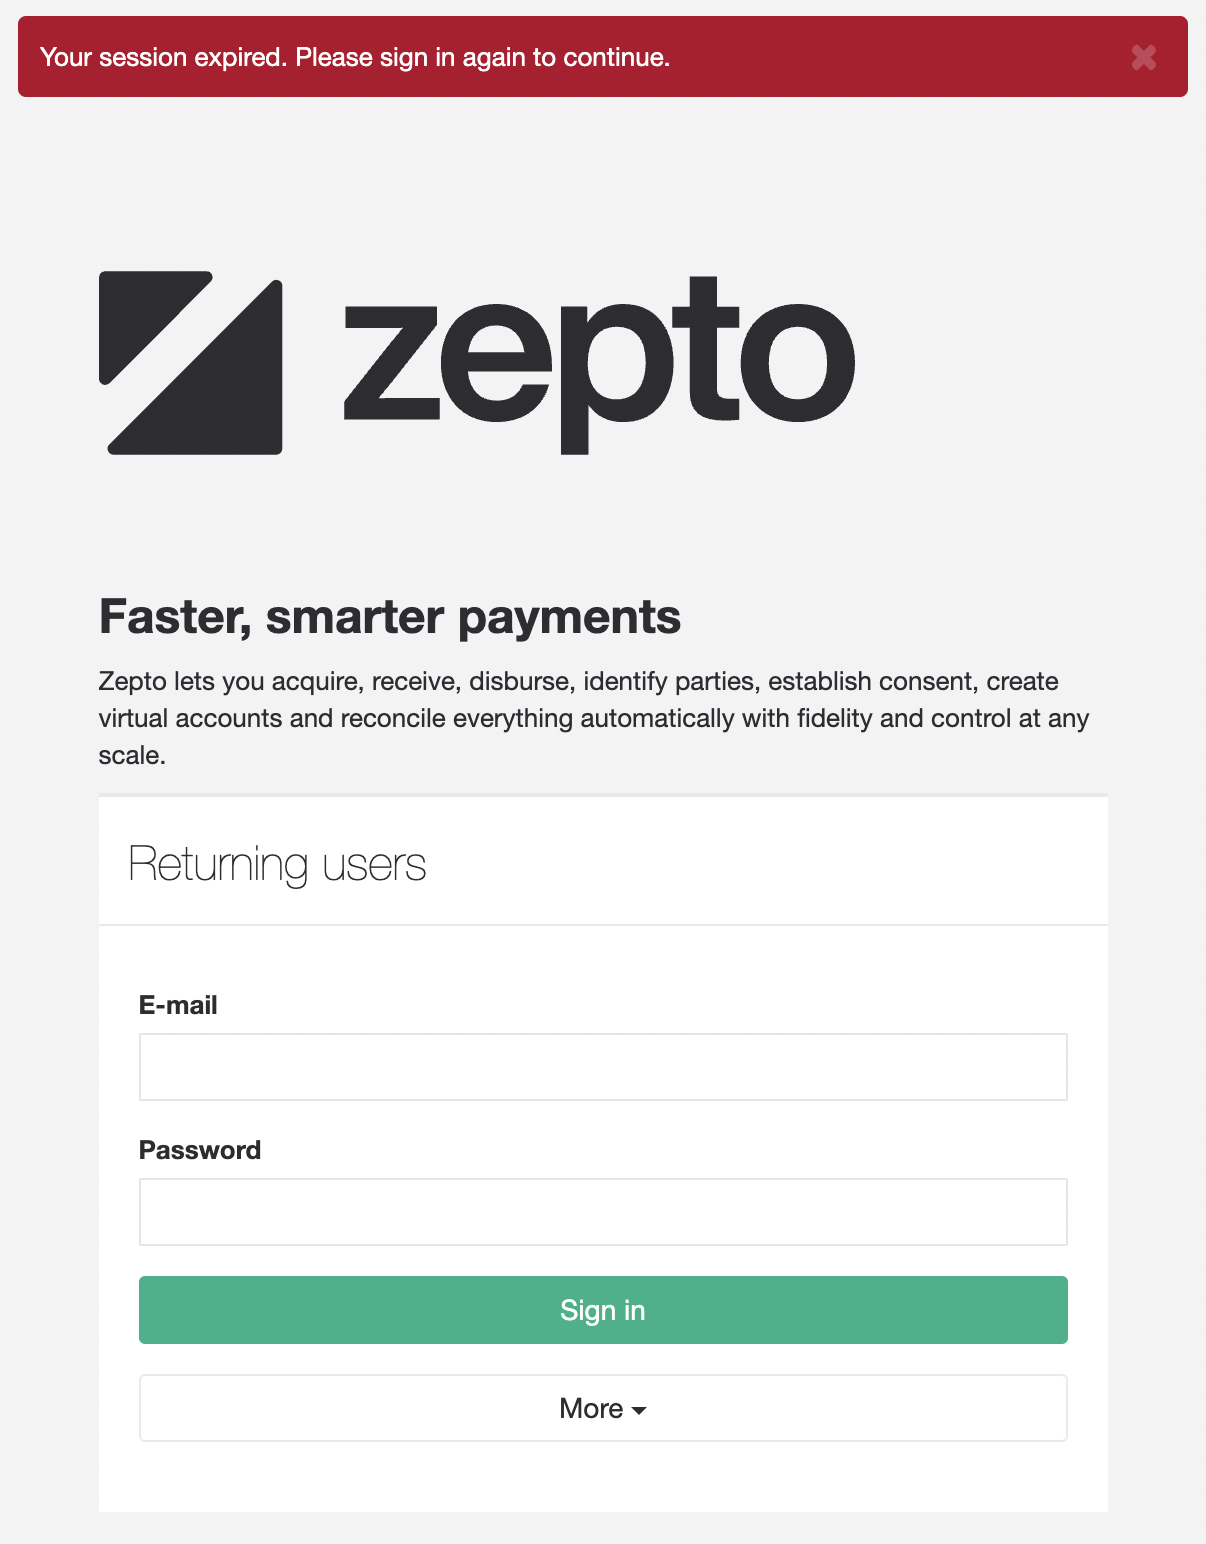 Your session expired. Please sign in again to continue.
zepto
Faster, smarter payments
Zepto lets you acquire, receive, disburse, identify parties, establish consent, create
virtual accounts and reconcile everything automatically with fidelity and control at any
scale.
Returning users
E-mail
Password
Sign in
More